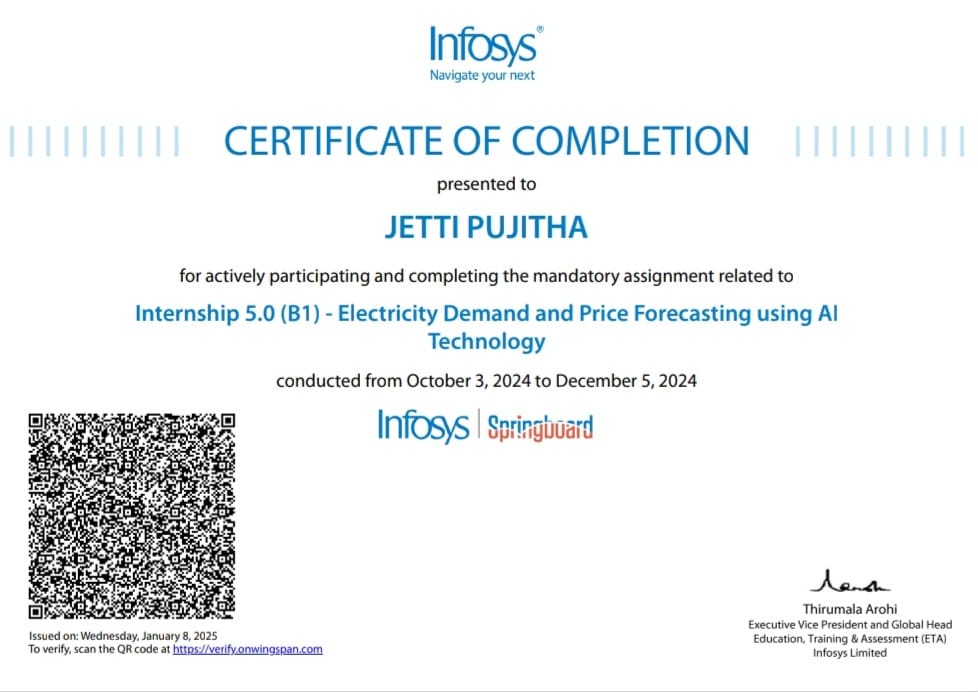 Infosys®
Navigate your next
CERTIFICATE OF COMPLETION
presented to
JETTI PUJITHA
for actively participating and completing the mandatory assignment related to
Internship 5.0 (B1) - Electricity Demand and Price Forecasting using AI
Technology
conducted from October 3, 2024 to December 5, 2024
Infosys | Springboard
Issued on: Wednesday, January 8, 2025
To verify, scan the QR code at https://verify.onwingspan.com
Thirumala Arohi
Executive Vice President and Global Head
Education, Training & Assessment (ETA)
Infosys Limited